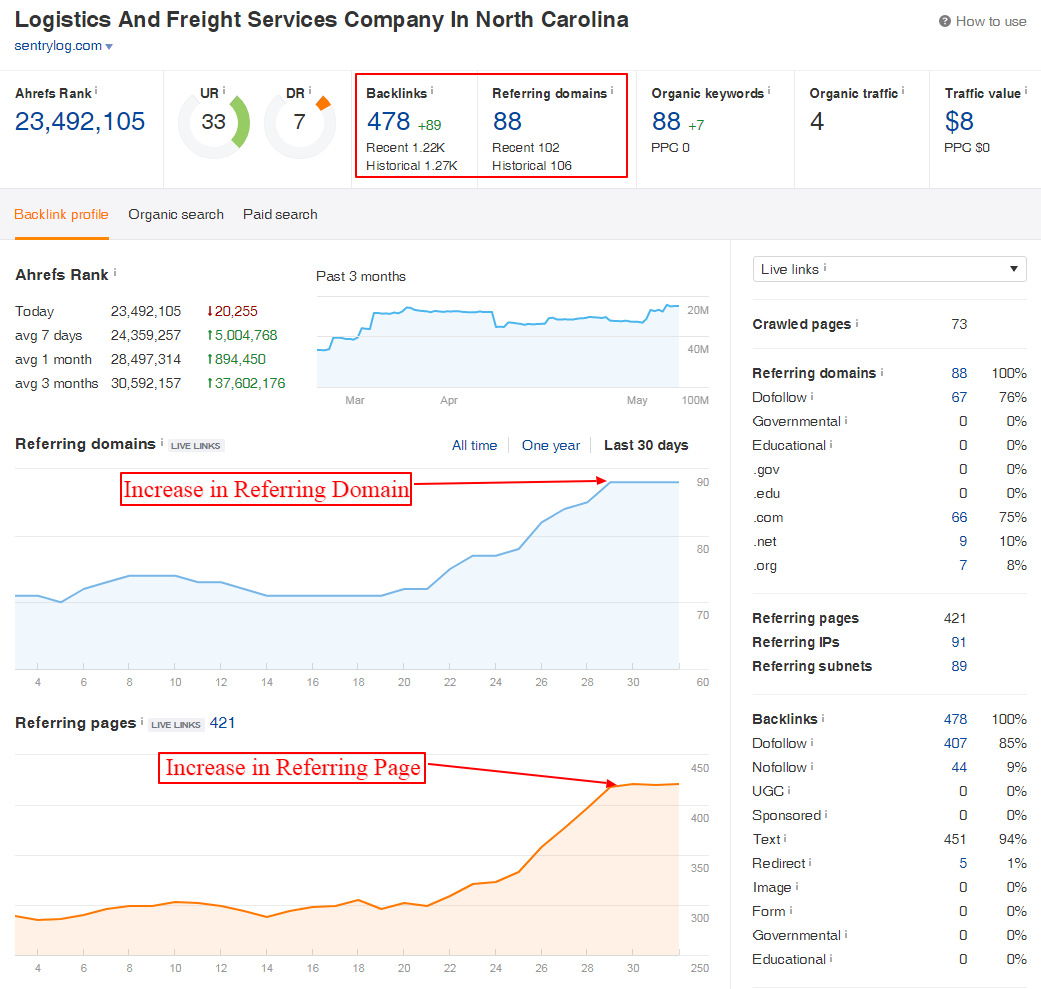 Logistics And Freight Services Company In North Carolina
How to use
sentrylog.com
Ahrefs Rank i
23,492,105
UR i
33
DR i
7
Backlinks i
478 +89
Recent 1.22K
Historical 1.27K
Referring domains i
88
Recent 102
Historical 106
Organic keywords i
88 +7
PPC 0
Organic traffic i
4
Traffic value i
$8
PPC $0
Backlink profile Organic search Paid search
Ahrefs Rank i
Today 23,492,105 ↓20,255
avg 7 days 24,359,257 ↑5,004,768
avg 1 month 28,497,314 ↑894,450
avg 3 months 30,592,157 ↑37,602,176
Past 3 months
20M
40M
100M
Mar Apr May
Referring domains i LIVE LINKS
All time One year Last 30 days
Increase in Referring Domain
90
80
70
60
4 6 8 10 12 14 16 18 20 22 24 26 28 30
Referring pages i LIVE LINKS 421
Increase in Referring Page
450
400
350
300
250
4 6 8 10 12 14 16 18 20 22 24 26 28 30
Live links i
Crawled pages i 73
Referring domains i 88 100%
Dofollow i 67 76%
Governmental i 0 0%
Educational i 0 0%
.gov 0 0%
.edu 0 0%
.com 66 75%
.net 9 10%
.org 7 8%
Referring pages 421
Referring IPs 91
Referring subnets 89
Backlinks i 478 100%
Dofollow i 407 85%
Nofollow i 44 9%
UGC i 0 0%
Sponsored i 0 0%
Text i 451 94%
Redirect i 5 1%
Image i 0 0%
Form i 0 0%
Governmental i 0 0%
Educational i 0 0%